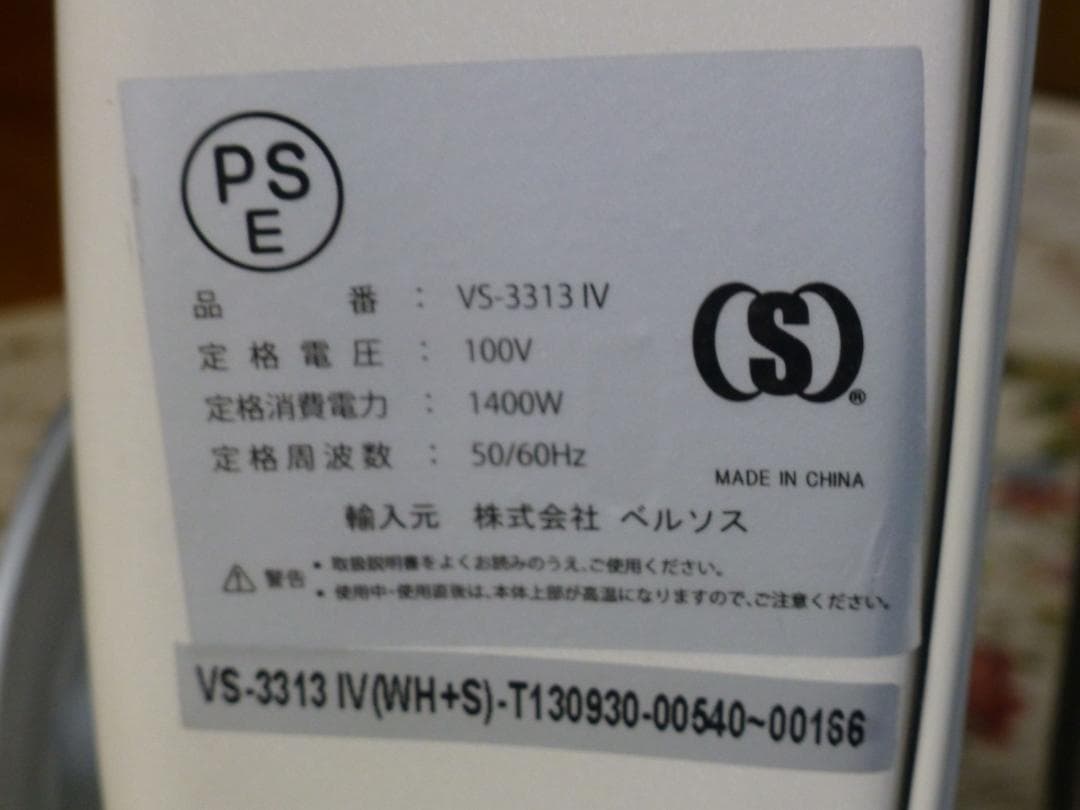 PS
E
品番：VS-3313 IV
定格電圧：100V
定格消費電力：1400W
定格周波数：50/60Hz
(S)®
MADE IN CHINA
輸入元 株式会社 ベルソス
⚠警告 • 取扱説明書をよくお読みのうえ、ご使用ください。
• 使用中・使用直後は、本体上部が高温になりますので、ご注意ください。
VS-3313 IV(WH+S)-T130930-00540~00166